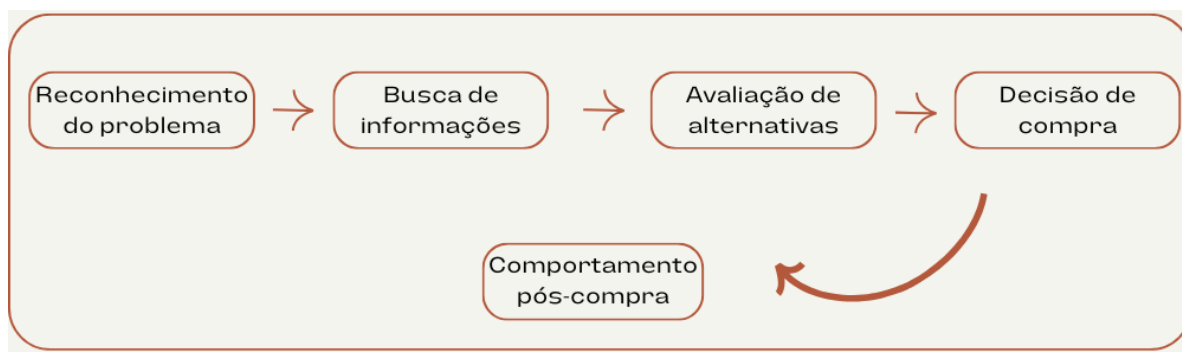 Reconhecimento
do problema
Busca de
informações
Avaliação de
alternativas
Decisão de
compra
Comportamento
pós-compra